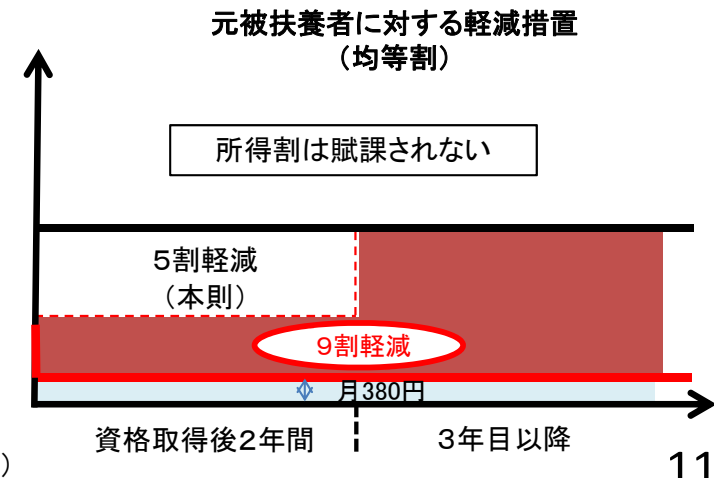 元被扶養者に対する軽減措置
（均等割）
所得割は賦課されない
５割軽減
（本則）
９割軽減
月380円
資格取得後２年間
３年目以降
）
11